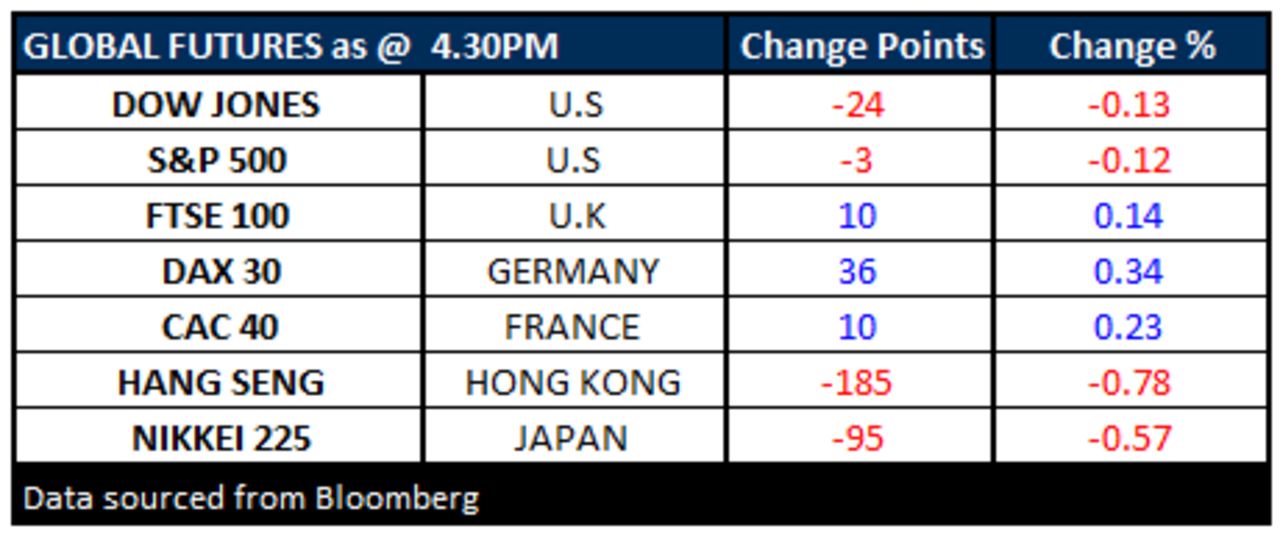 GLOBAL FUTURES as @ 4.30PM Change Points Change %
DOW JONES U.S -24 -0.13
S&P 500 U.S -3 -0.12
FTSE 100 U.K 10 0.14
DAX 30 GERMANY 36 0.34
CAC 40 FRANCE 10 0.23
HANG SENG HONG KONG -185 -0.78
NIKKEI 225 JAPAN -95 -0.57
Data sourced from Bloomberg